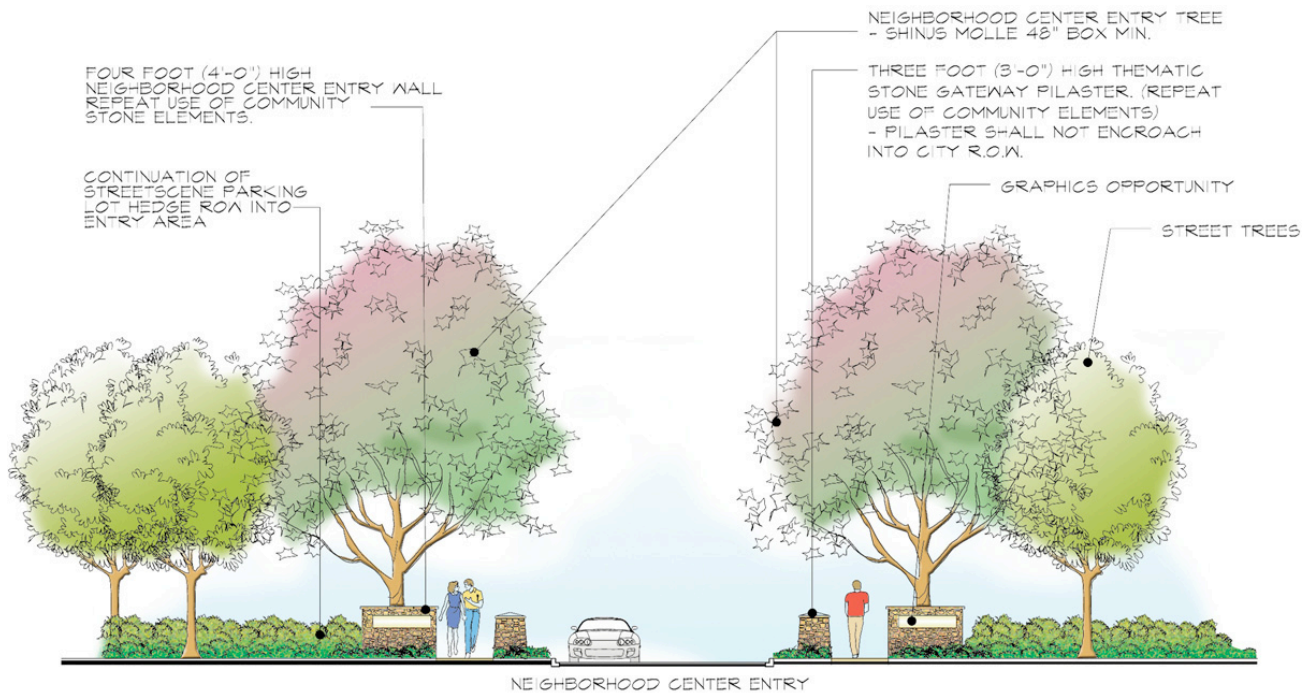 NEIGHBORHOOD CENTER ENTRY TREE
- SHINUS MOLLE 48" BOX MIN.
FOUR FOOT (4'-0") HIGH
NEIGHBORHOOD CENTER ENTRY WALL
REPEAT USE OF COMMUNITY
STONE ELEMENTS.
THREE FOOT (3'-0") HIGH THEMATIC
STONE GATEWAY PILASTER. (REPEAT
USE OF COMMUNITY ELEMENTS)
- PILASTER SHALL NOT ENCROACH
INTO CITY R.O.W.
CONTINUATION OF
STREETSCENE PARKING
LOT HEDGE ROW INTO
ENTRY AREA
GRAPHICS OPPORTUNITY
STREET TREES
NEIGHBORHOOD CENTER ENTRY